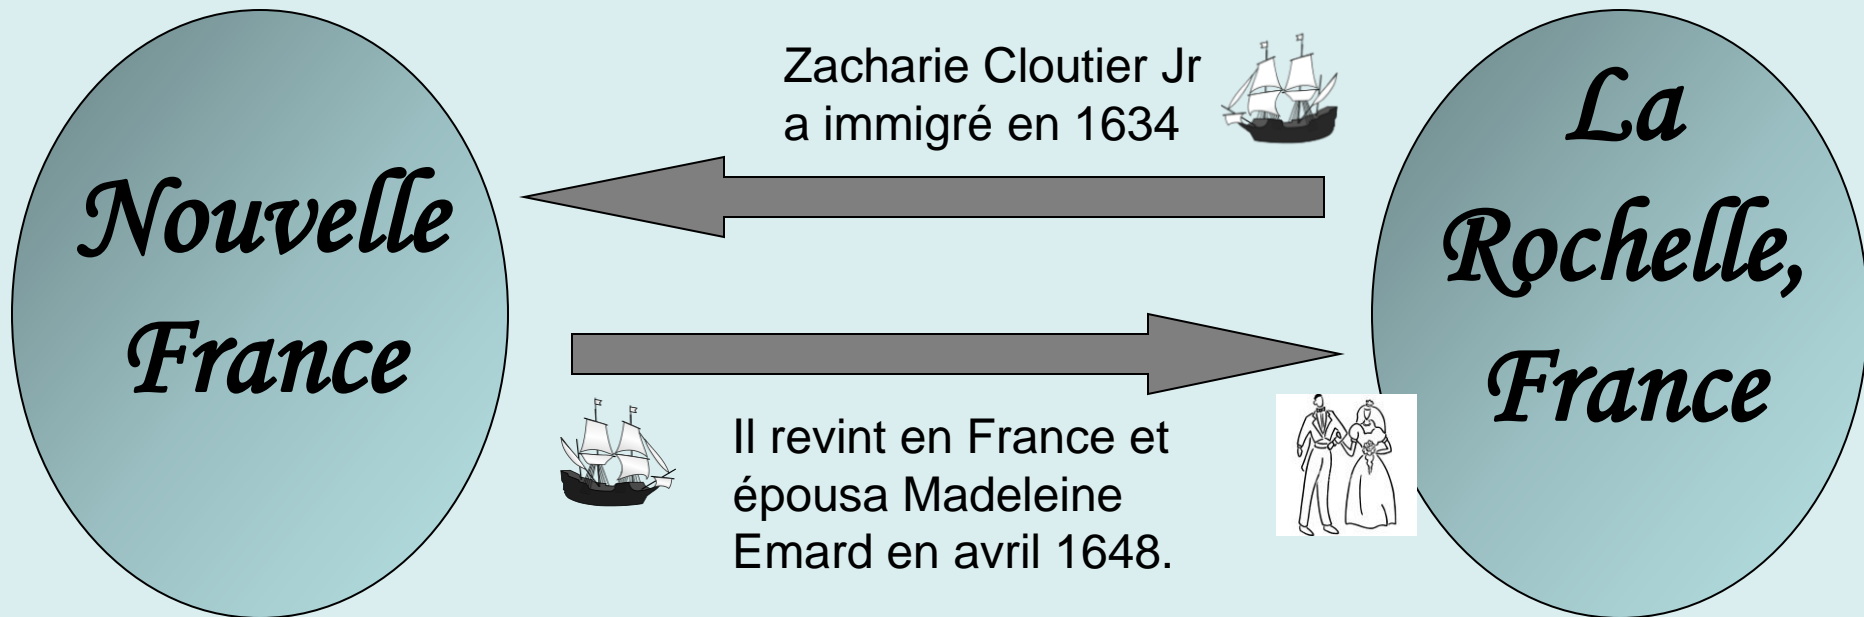 Nouvelle
France
Zacharie Cloutier Jr
a immigré en 1634
Il revint en France et
épousa Madeleine
Emard en avril 1648.
La
Rochelle,
France